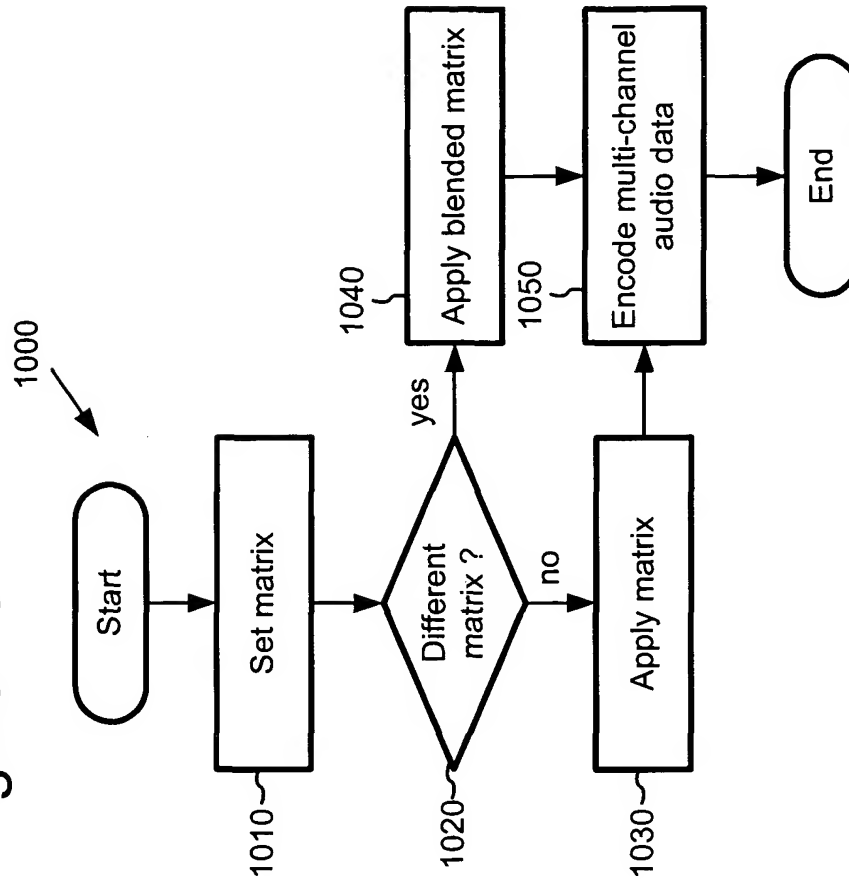 1000
Start
1010
Set matrix
1020
Different
matrix ?
yes
no
1040
Apply blended matrix
1030
Apply matrix
1050
Encode multi-channel
audio data
End